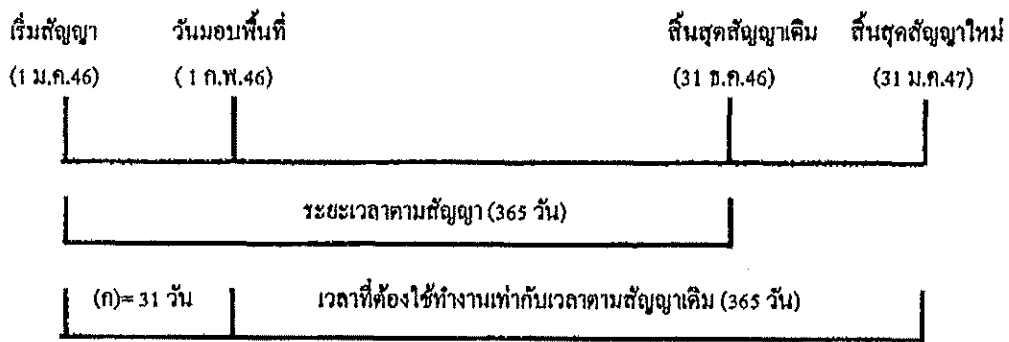 เริ่มสัญญา วันมอบพื้นที่ สิ้นสุดสัญญาเดิม สิ้นสุดสัญญาใหม่
(1 ม.ค.46) ( 1 ก.พ.46) (31 ธ.ค.46) (31 ม.ค.47)
ระยะเวลาตามสัญญา (365 วัน)
(ก)= 31 วัน เวลาที่ต้องใช้ทำงานเท่ากับเวลาตามสัญญาเดิม (365 วัน)